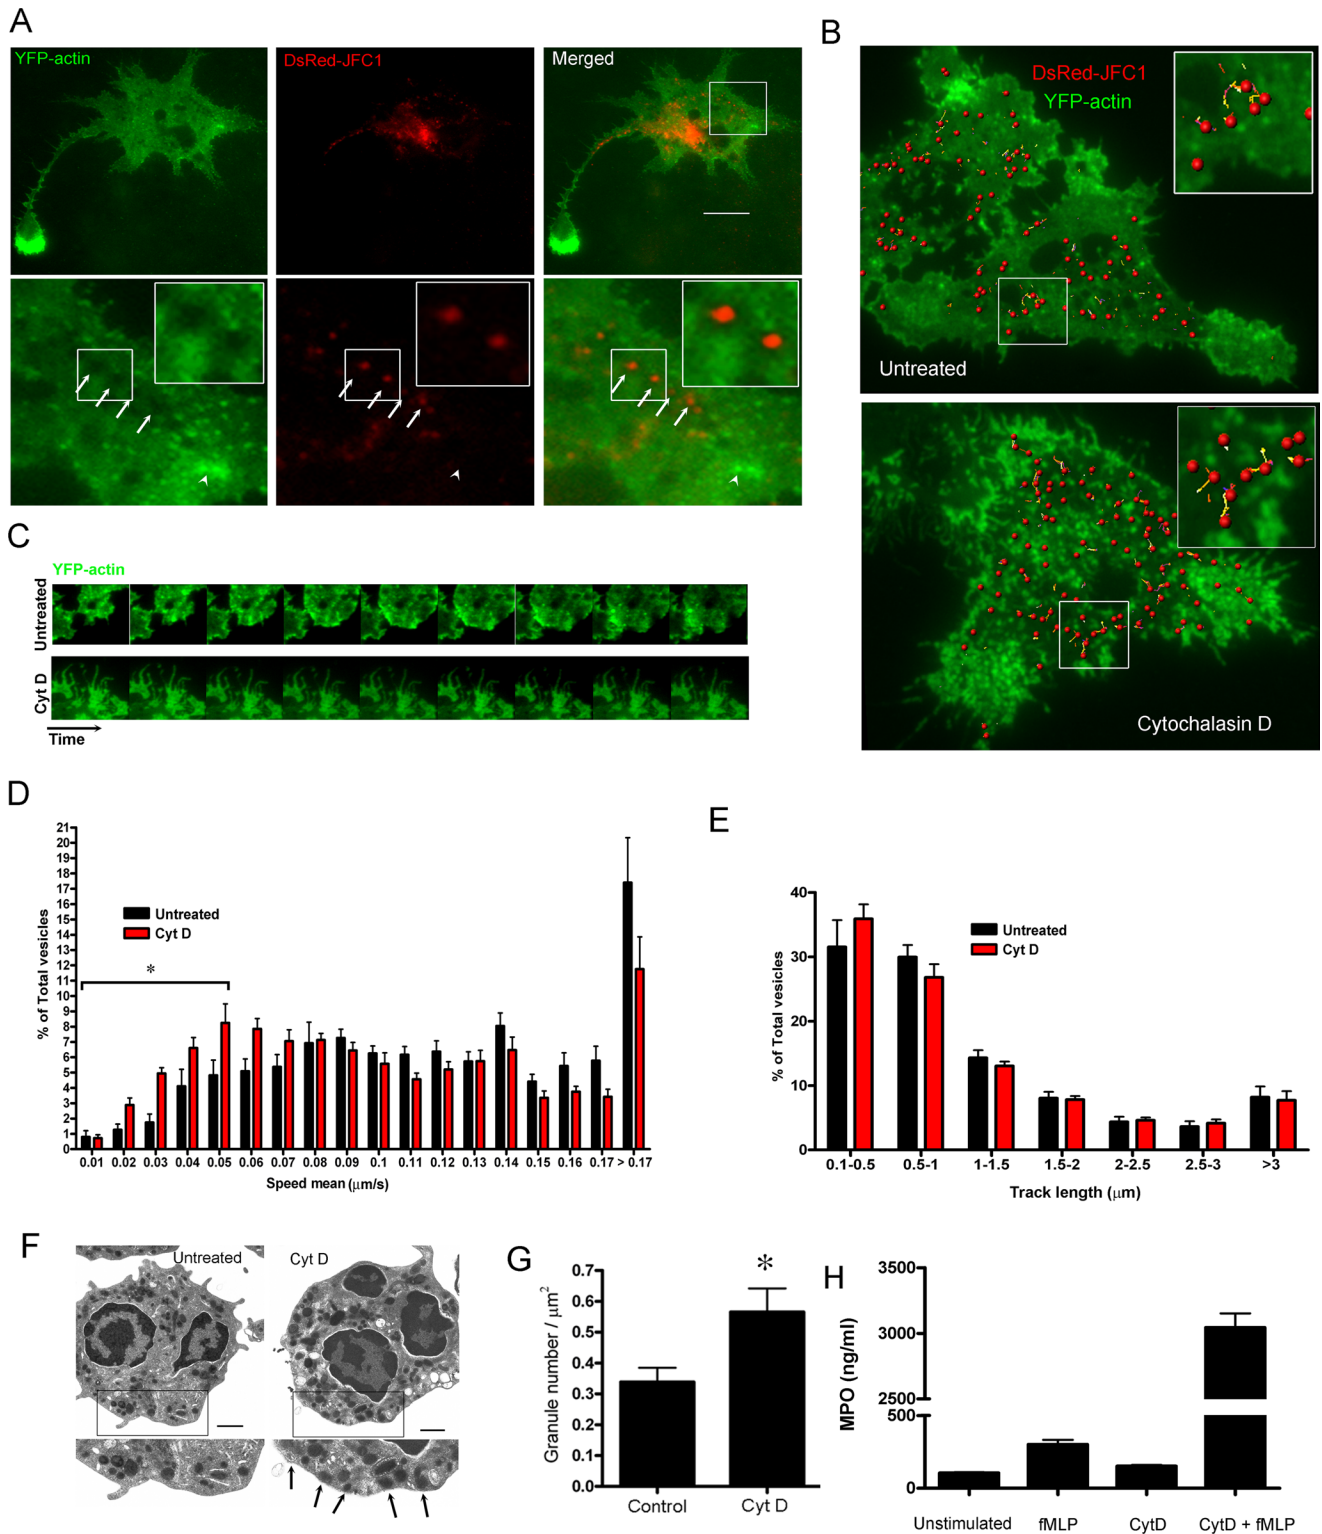 A
YFP-actin
DsRed-JFC1
Merged
B
DsRed-JFC1
YFP-actin
Untreated
Cytochalasin D
C
YFP-actin
Untreated
Cyt D
Time
D
% of Total vesicles
21
20
19
18
17
16
15
14
13
12
11
10
9
8
7
6
5
4
3
2
1
0
Untreated
Cyt D
*
0.01 0.02 0.03 0.04 0.05 0.06 0.07 0.08 0.09 0.1 0.11 0.12 0.13 0.14 0.15 0.16 0.17 > 0.17
Speed mean (μm/s)
E
% of Total vesicles
40
30
20
10
0
Untreated
Cyt D
0.1-0.5 0.5-1 1-1.5 1.5-2 2-2.5 2.5-3 >3
Track length (μm)
F
Untreated
Cyt D
G
Granule number / μm²
0.7
0.6
0.5
0.4
0.3
0.2
0.1
0.0
*
Control Cyt D
H
MPO (ng/ml)
3500
3000
2500
500
0
Unstimulated fMLP CytD CytD + fMLP